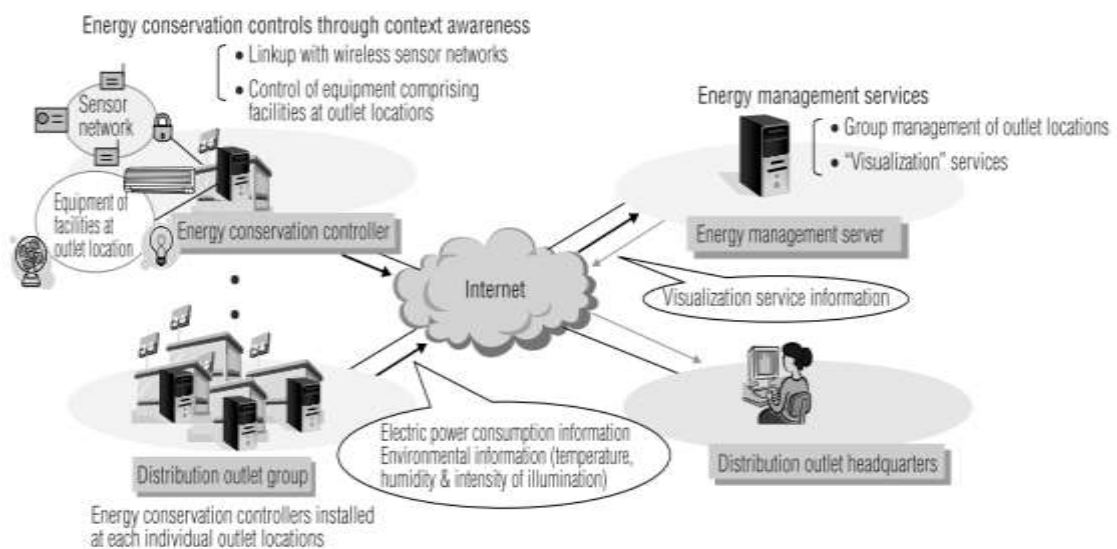 Energy conservation controls through context awareness
• Linkup with wireless sensor networks
• Control of equipment comprising
facilities at outlet locations
Sensor
network
Equipment of
facilities at
outlet location
Energy conservation controller
Energy management services
• Group management of outlet locations
• “Visualization” services
Energy management server
Internet
Visualization service information
Electric power consumption information
Environmental information (temperature,
humidity & intensity of illumination)
Distribution outlet group
Energy conservation controllers installed
at each individual outlet locations
Distribution outlet headquarters